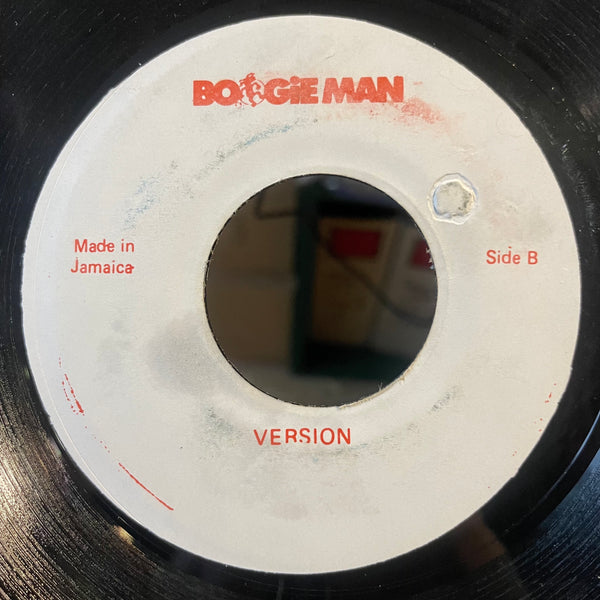 BOOGIE MAN
Made in
Jamaica
Side B
VERSION